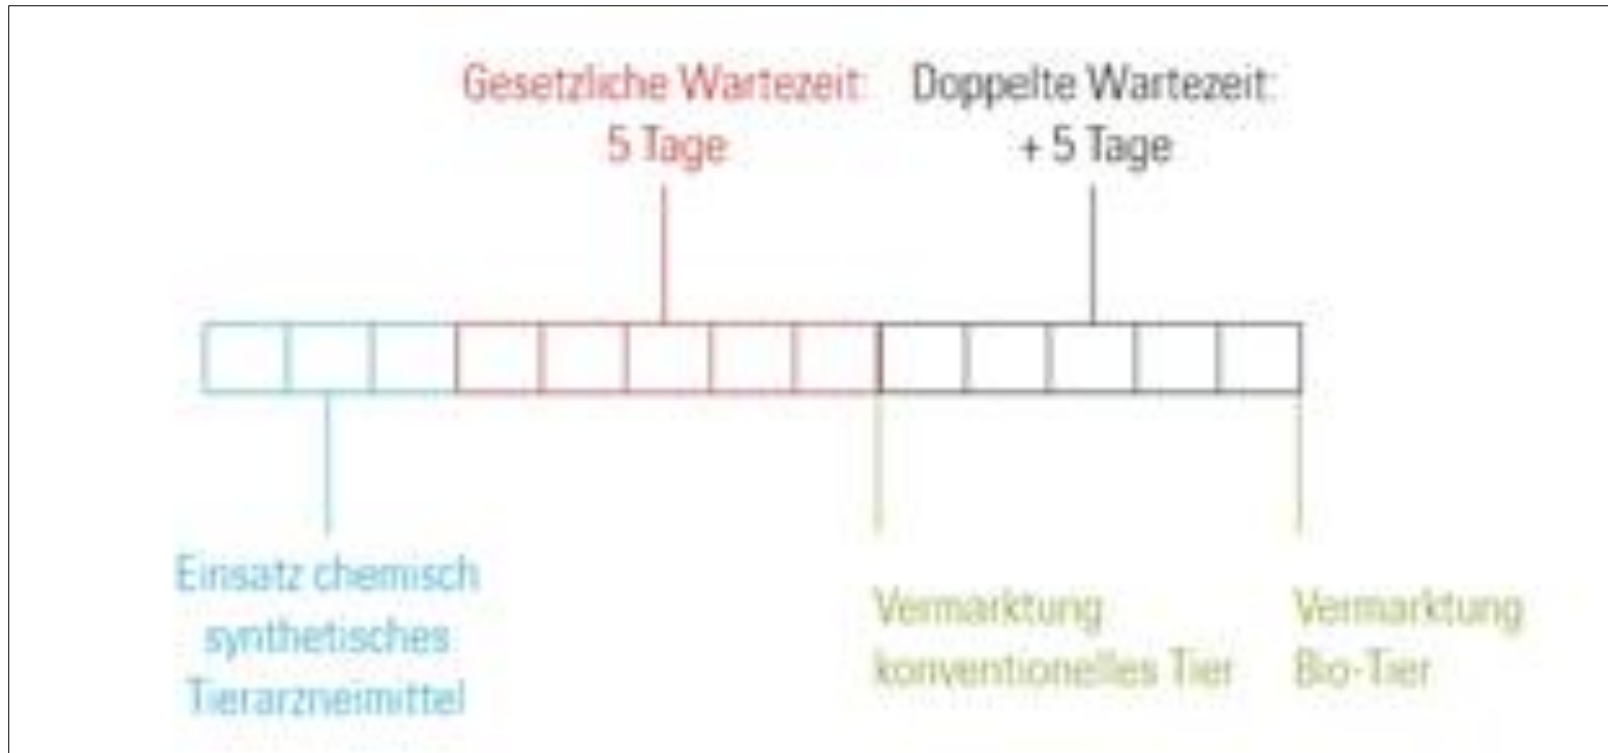 Gesetzliche Wartezeit:
5 Tage
Doppelte Wartezeit:
+ 5 Tage
Einsatz chemisch
synthetisches
Tierarzneimittel
Vermarktung
konventionelles Tier
Vermarktung
Bio-Tier